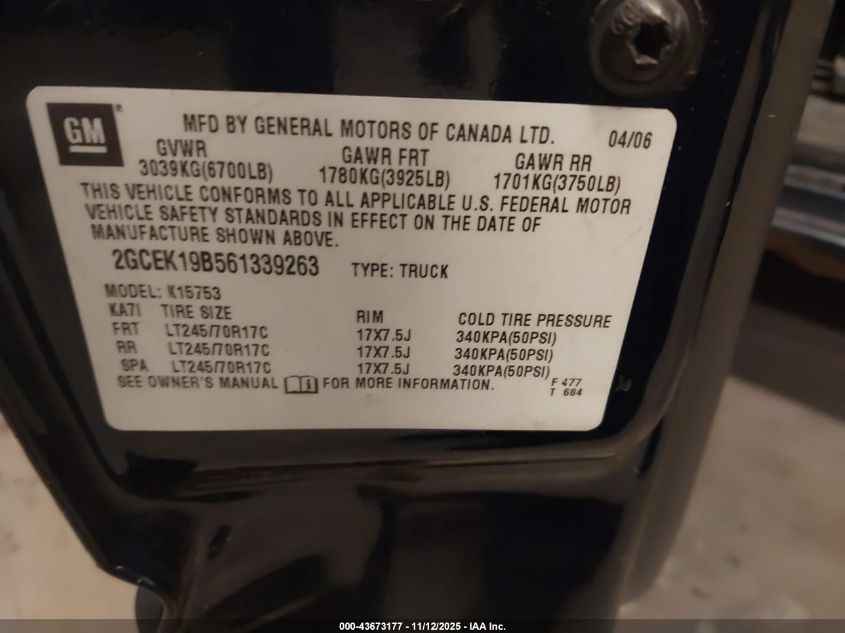 GM ®
MFD BY GENERAL MOTORS OF CANADA LTD. 04/06
GVWR GAWR FRT GAWR RR
3039KG(6700LB) 1780KG(3925LB) 1701KG(3750LB)
THIS VEHICLE CONFORMS TO ALL APPLICABLE U.S. FEDERAL MOTOR
VEHICLE SAFETY STANDARDS IN EFFECT ON THE DATE OF
MANUFACTURE SHOWN ABOVE.
2GCEK19B561339263 TYPE: TRUCK
MODEL: K15753
KA71 TIRE SIZE RIM COLD TIRE PRESSURE
FRT LT245/70R17C 17X7.5J 340KPA(50PSI)
RR LT245/70R17C 17X7.5J 340KPA(50PSI)
SPA LT245/70R17C 17X7.5J 340KPA(50PSI)
SEE OWNER'S MANUAL FOR MORE INFORMATION. F 477
T 684
000-43673177 - 11/12/2025 - IAA Inc.